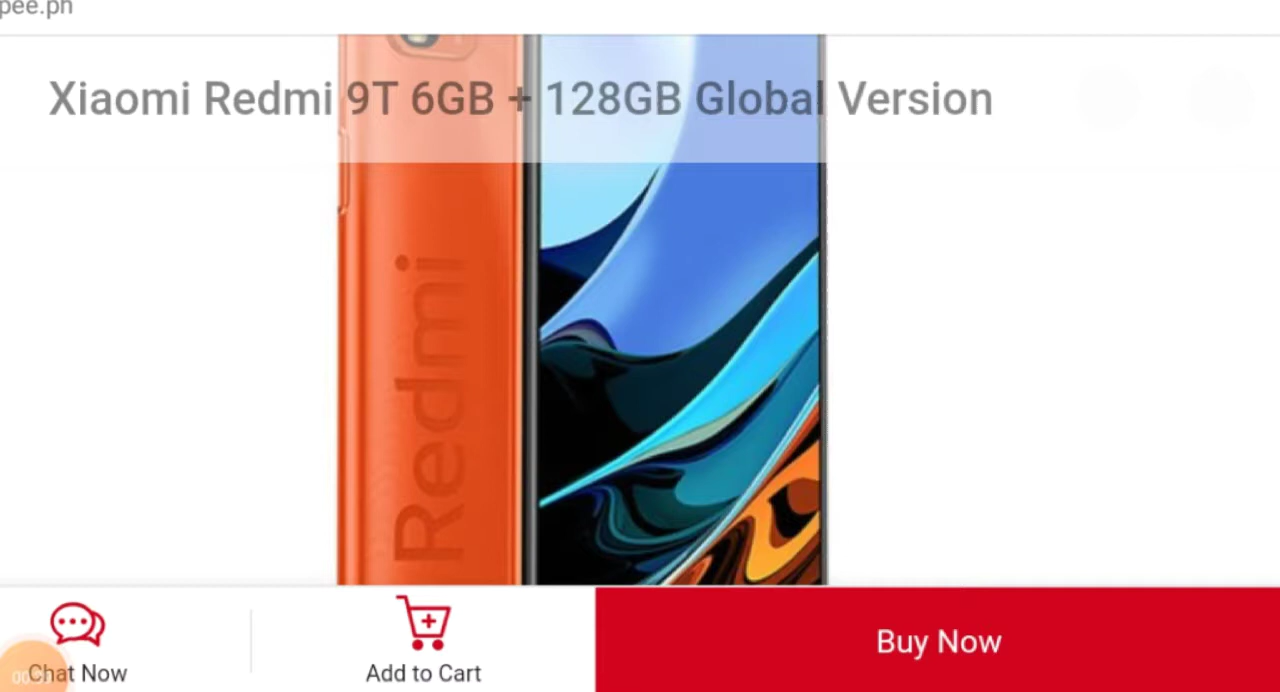 pee.ph
Xiaomi Redmi 9T 6GB + 128GB Global Version
Redmi
Chat Now
Add to Cart
Buy Now